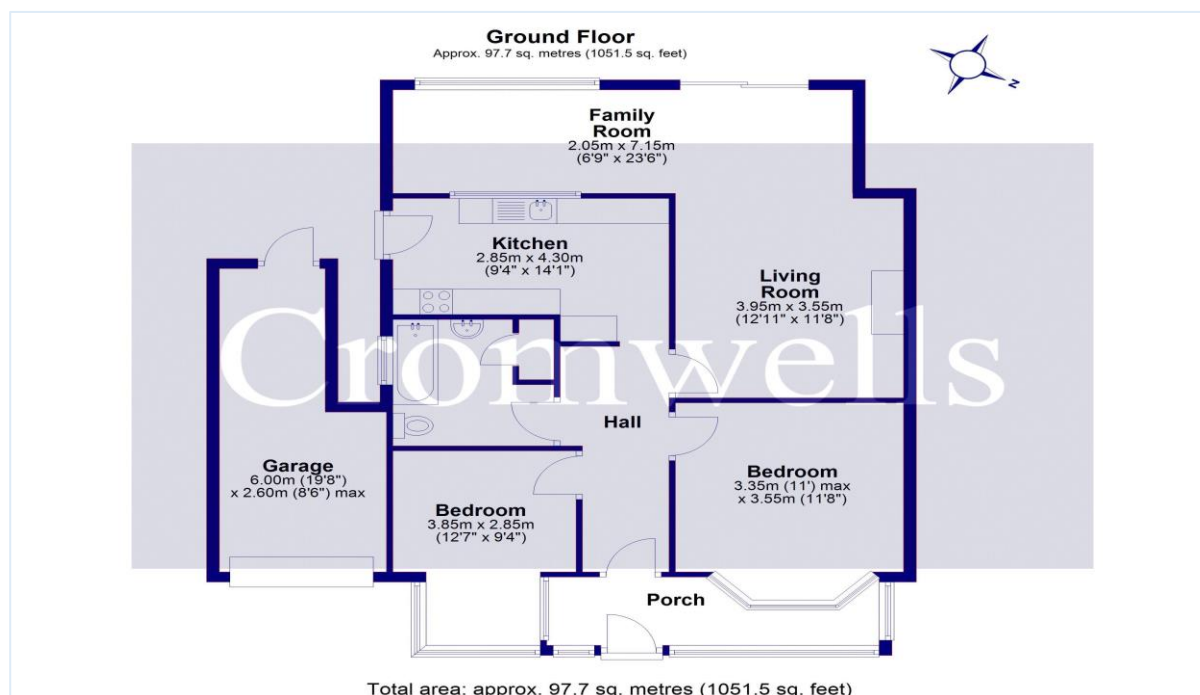 Ground Floor
Approx. 97.7 sq. metres (1051.5 sq. feet)
N
Family
Room
2.05m x 7.15m
(6'9" x 23'6")
Kitchen
2.85m x 4.30m
(9'4" x 14'1")
Living
Room
3.95m x 3.55m
(12'11" x 11'8")
Cromwells
Hall
Garage
6.00m (19'8")
x 2.60m (8'6") max
Bedroom
3.85m x 2.85m
(12'7" x 9'4")
Bedroom
3.35m (11') max
x 3.55m (11'8")
Porch
Total area: approx. 97.7 sq. metres (1051.5 sq. feet)